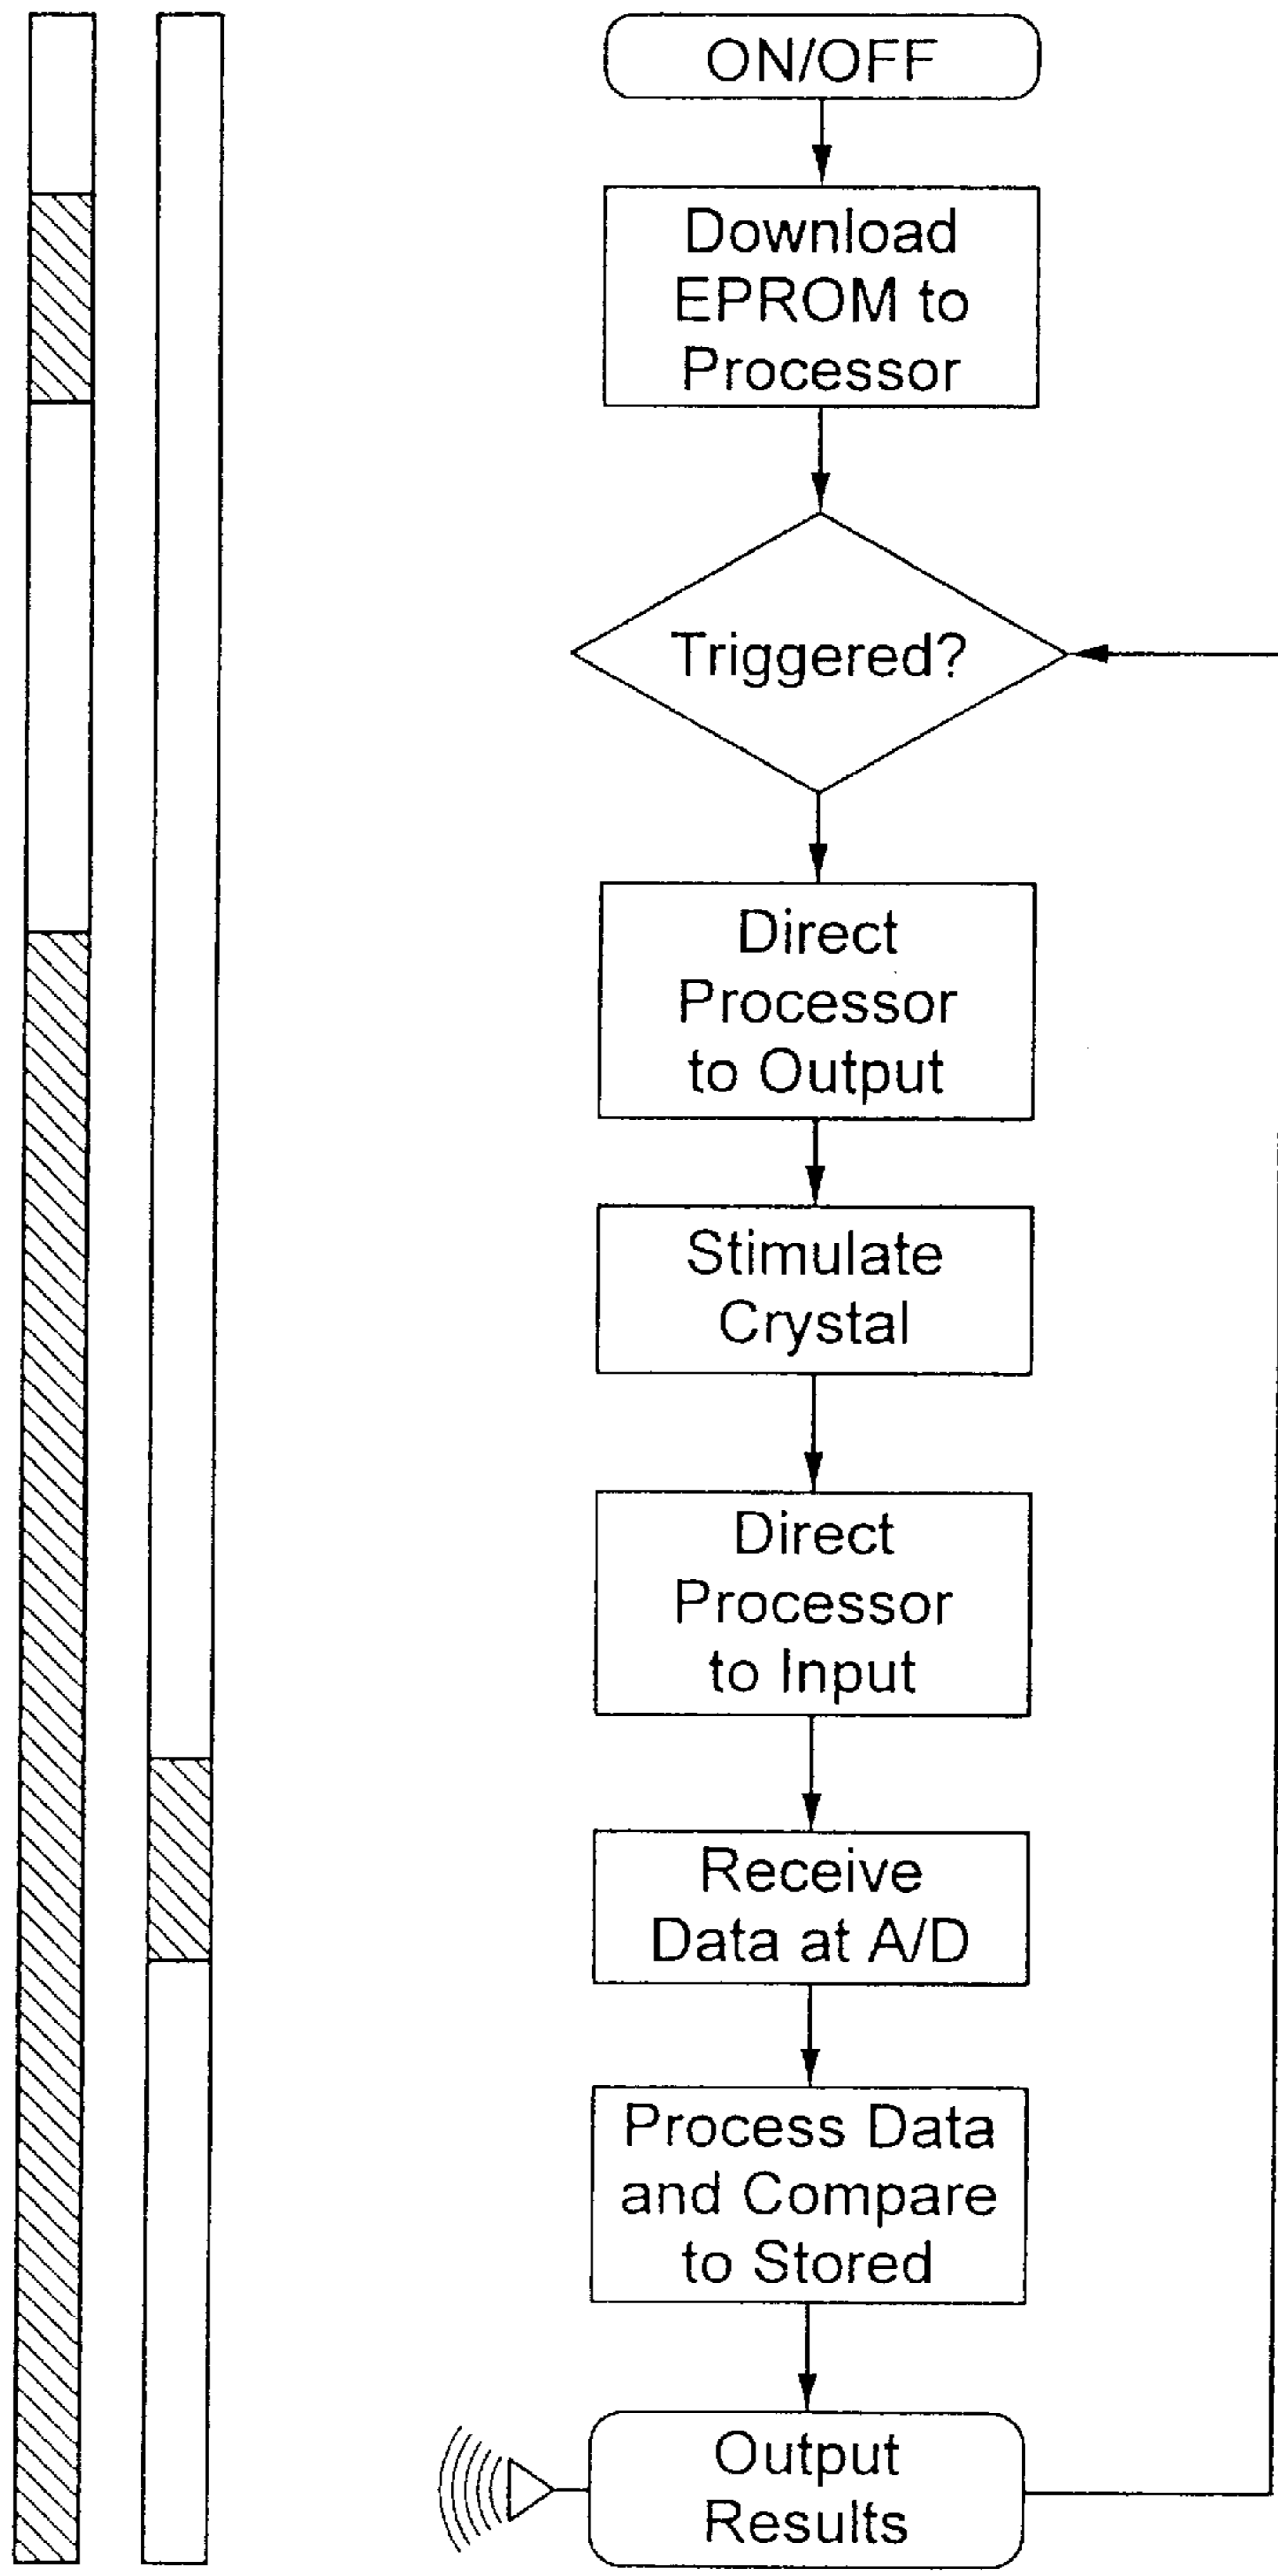 ON/OFF
Download
EPROM to
Processor
Triggered?
Direct
Processor
to Output
Stimulate
Crystal
Direct
Processor
to Input
Receive
Data at A/D
Process Data
and Compare
to Stored
Output
Results